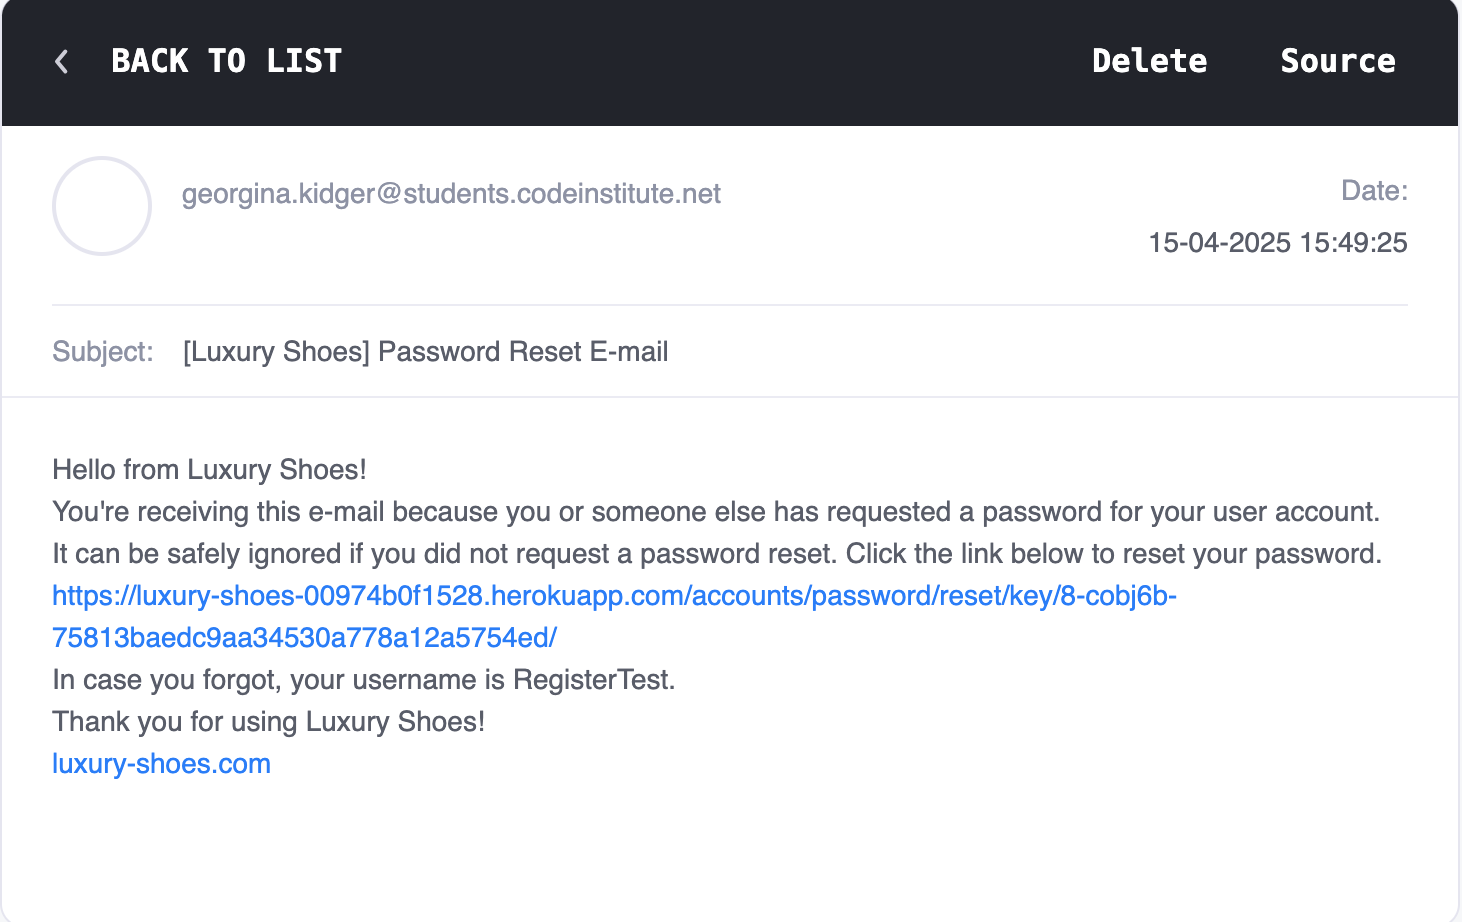 BACK TO LIST
Delete
Source
georgina.kidger@students.codeinstitute.net
Date:
15-04-2025 15:49:25
Subject: [Luxury Shoes] Password Reset E-mail
Hello from Luxury Shoes!
You're receiving this e-mail because you or someone else has requested a password for your user account.
It can be safely ignored if you did not request a password reset. Click the link below to reset your password.
https://luxury-shoes-00974b0f1528.herokuapp.com/accounts/password/reset/key/8-cobj6b-
75813baedc9aa34530a778a12a5754ed/
In case you forgot, your username is RegisterTest.
Thank you for using Luxury Shoes!
luxury-shoes.com